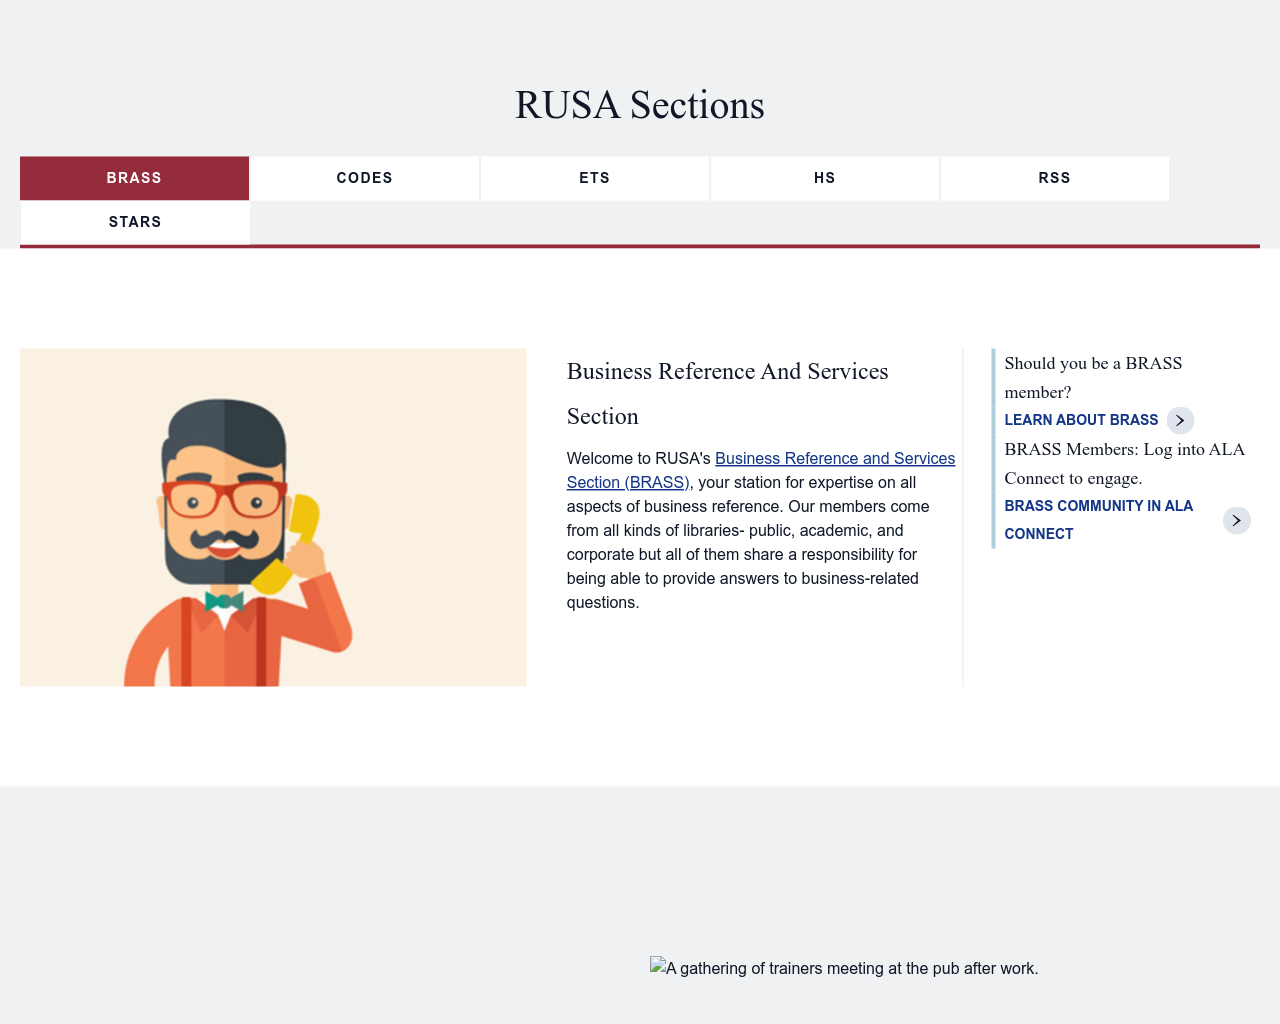 RUSA Sections
BRASS
CODES
ETS
HS
RSS
STARS
Business Reference And Services
Section
Welcome to RUSA's Business Reference and Services
Section (BRASS), your station for expertise on all
aspects of business reference. Our members come
from all kinds of libraries- public, academic, and
corporate but all of them share a responsibility for
being able to provide answers to business-related
questions.
Should you be a BRASS
member?
LEARN ABOUT BRASS
BRASS Members: Log into ALA
Connect to engage.
BRASS COMMUNITY IN ALA
CONNECT
A gathering of trainers meeting at the pub after work.